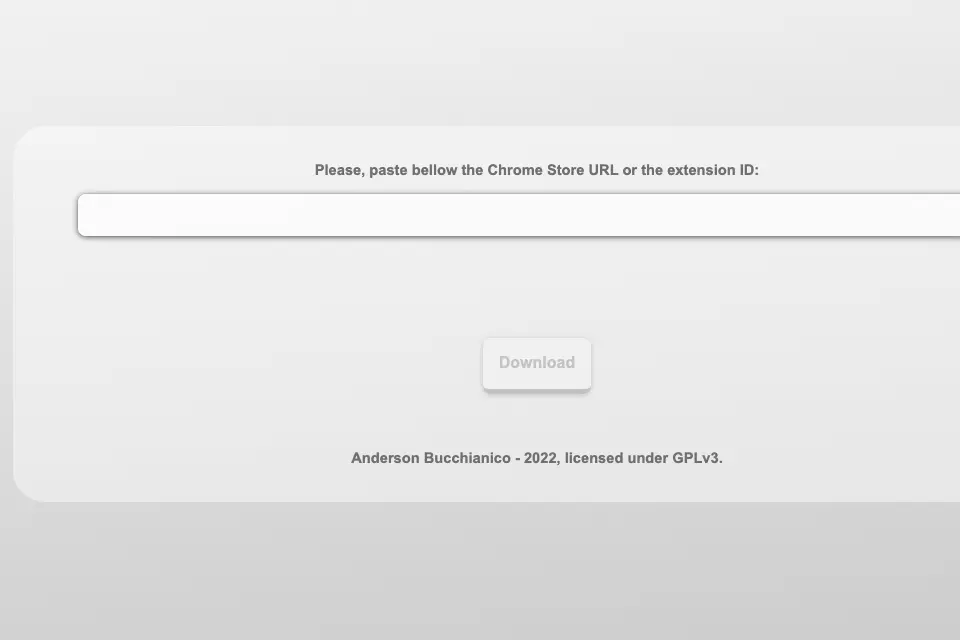 Please, paste bellow the Chrome Store URL or the extension ID:
Download
Anderson Bucchianico - 2022, licensed under GPLv3.